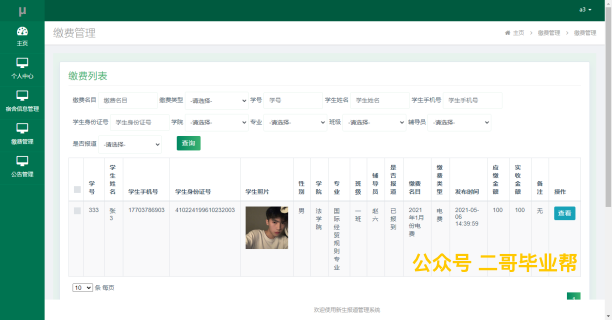 μ
a3
主页
个人中心
宿舍信息管理
缴费管理
公告管理
缴费管理
主页 > 缴费管理 > 缴费管理
缴费列表
缴费名目 缴费名目 缴费类型 -请选择- 学号 学号 学生姓名 学生姓名 学生手机号 学生手机号
学生身份证号 学生身份证号 学院 -请选择- 专业 -请选择- 班级 -请选择- 辅导员 -请选择-
是否报道 -请选择- 查询
学号 学生姓名 学生手机号 学生身份证号 学生照片 性别 学院 专业 班级 辅导员 是否报道 缴费名目 缴费类型 发布时间 应缴金额 实收金额 备注 操作
333 张3 17703786903 410224199610232003 男 法学院 国际经贸规则专业 一班 赵六 已报到 2021年1月份电费 电费 2021-05-06 14:39:59 100 100 无 查看
10 条 每页
公众号 二哥毕业帮
欢迎使用新生报道管理系统